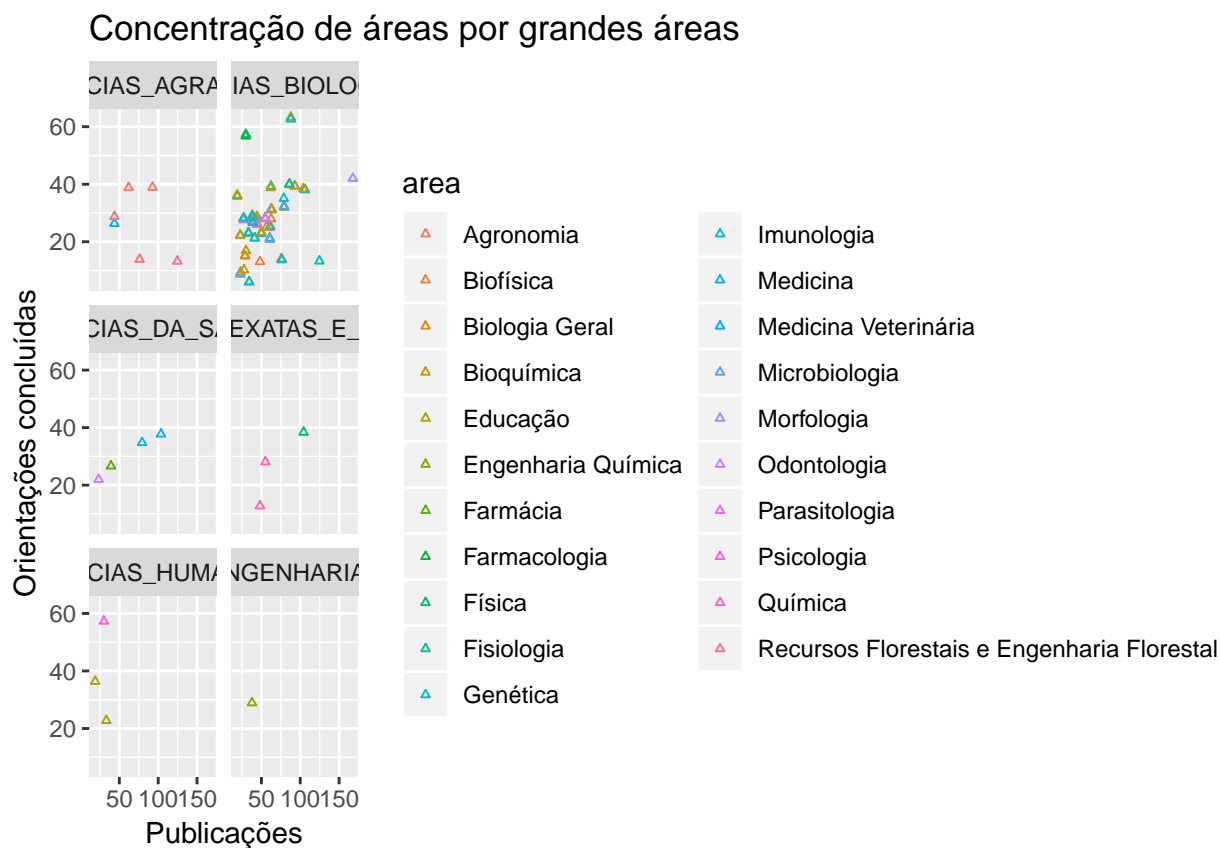 Concentração de áreas por grandes áreas
CIAS_AGRA
IAS_BIOLO
60
40
20
CIAS_DA_SA
EXATAS_E_
60
40
20
CIAS_HUMA
NGENHARIA
60
40
20
50 100150
50 100150
Publicações
Orientações concluídas
area
Agronomia
Biofísica
Biologia Geral
Bioquímica
Educação
Engenharia Química
Farmácia
Farmacologia
Física
Fisiologia
Genética
Imunologia
Medicina
Medicina Veterinária
Microbiologia
Morfologia
Odontologia
Parasitologia
Psicologia
Química
Recursos Florestais e Engenharia Florestal